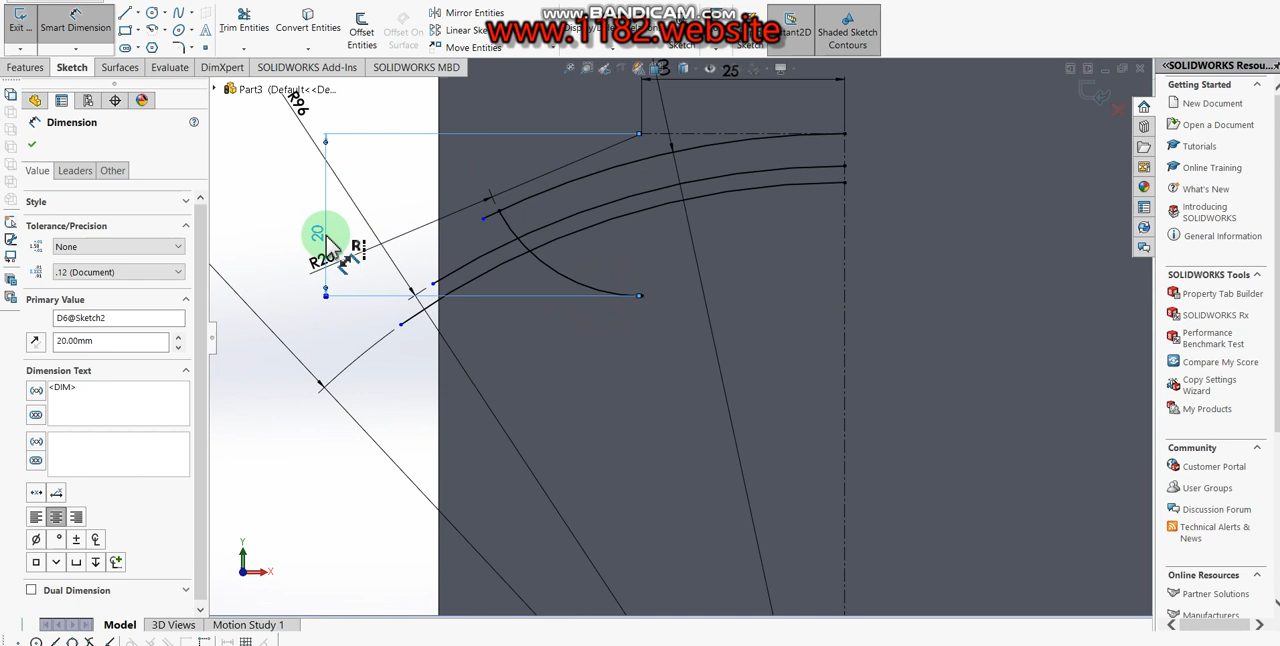 www.BANDICAM.com
www.1182.website
Exit ...
Smart Dimension
Trim Entities
Convert Entities
Offset
Entities
Offset On
Surface
Mirror Entities
Linear Sk
Move Entities
Sketch
Sketch
Shaded Sketch
Contours
Features
Sketch
Surfaces
Evaluate
DimXpert
SOLIDWORKS Add-Ins
SOLIDWORKS MBD
SOLIDWORKS Resou...
Part3 (Default<<De...
Dimension
Value
Leaders
Other
Style
Tolerance/Precision
None
.12 (Document)
Primary Value
D6@Sketch2
20.00mm
Dimension Text
<DIM>
Dual Dimension
R96
3
25
20
R20
Y
X
Getting Started
New Document
Open a Document
Tutorials
Online Training
What's New
Introducing
SOLIDWORKS
General Information
SOLIDWORKS Tools
Property Tab Builder
SOLIDWORKS Rx
Performance
Benchmark Test
Compare My Score
Copy Settings
Wizard
My Products
Community
Customer Portal
User Groups
Discussion Forum
Technical Alerts &
News
Online Resources
Partner Solutions
Manufacturers
Model
3D Views
Motion Study 1